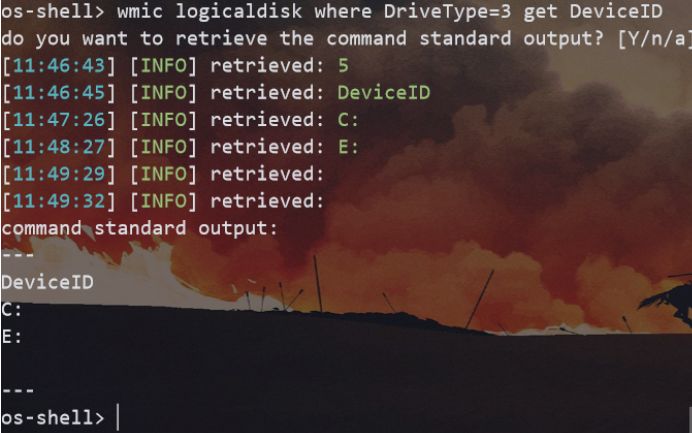 os-shell> wmic logicaldisk where DriveType=3 get DeviceID
do you want to retrieve the command standard output? [Y/n/a]
[11:46:43] [INFO] retrieved: 5
[11:46:45] [INFO] retrieved: DeviceID
[11:47:26] [INFO] retrieved: C:
[11:48:27] [INFO] retrieved: E:
[11:49:29] [INFO] retrieved:
[11:49:32] [INFO] retrieved:
command standard output:
---
DeviceID
C:
E:
---
os-shell>